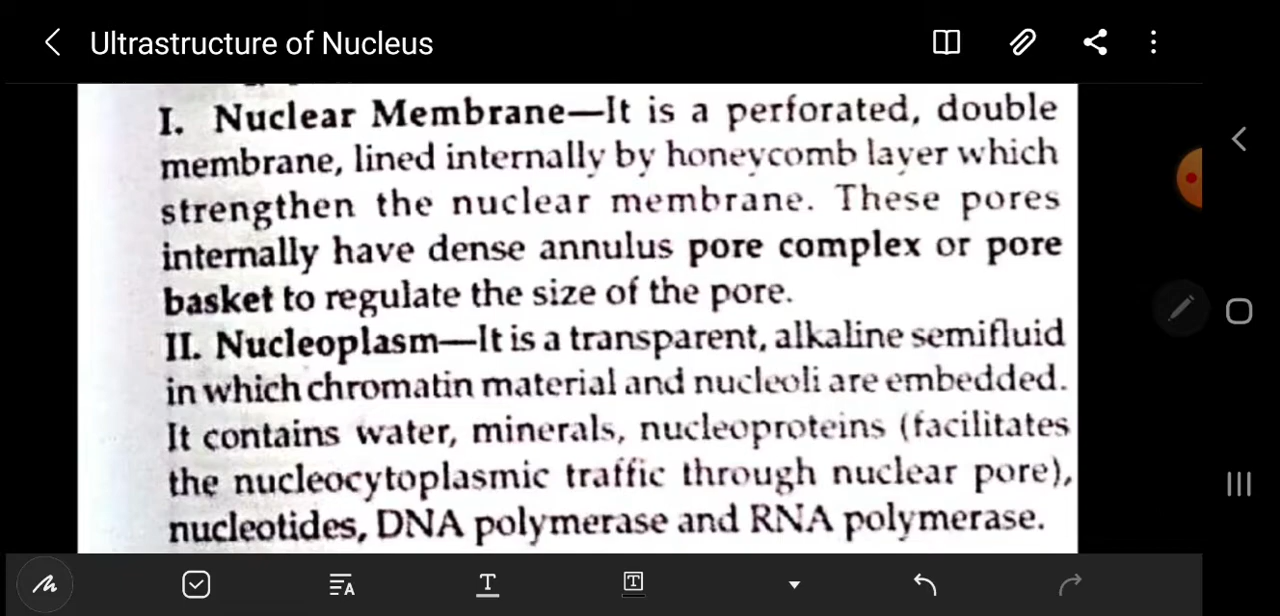 Ultrastructure of Nucleus
I. Nuclear Membrane—It is a perforated, double
membrane, lined internally by honeycomb layer which
strengthen the nuclear membrane. These pores
internally have dense annulus pore complex or pore
basket to regulate the size of the pore.
II. Nucleoplasm—It is a transparent, alkaline semifluid
in which chromatin material and nucleoli are embedded.
It contains water, minerals, nucleoproteins (facilitates
the nucleocytoplasmic traffic through nuclear pore),
nucleotides, DNA polymerase and RNA polymerase.